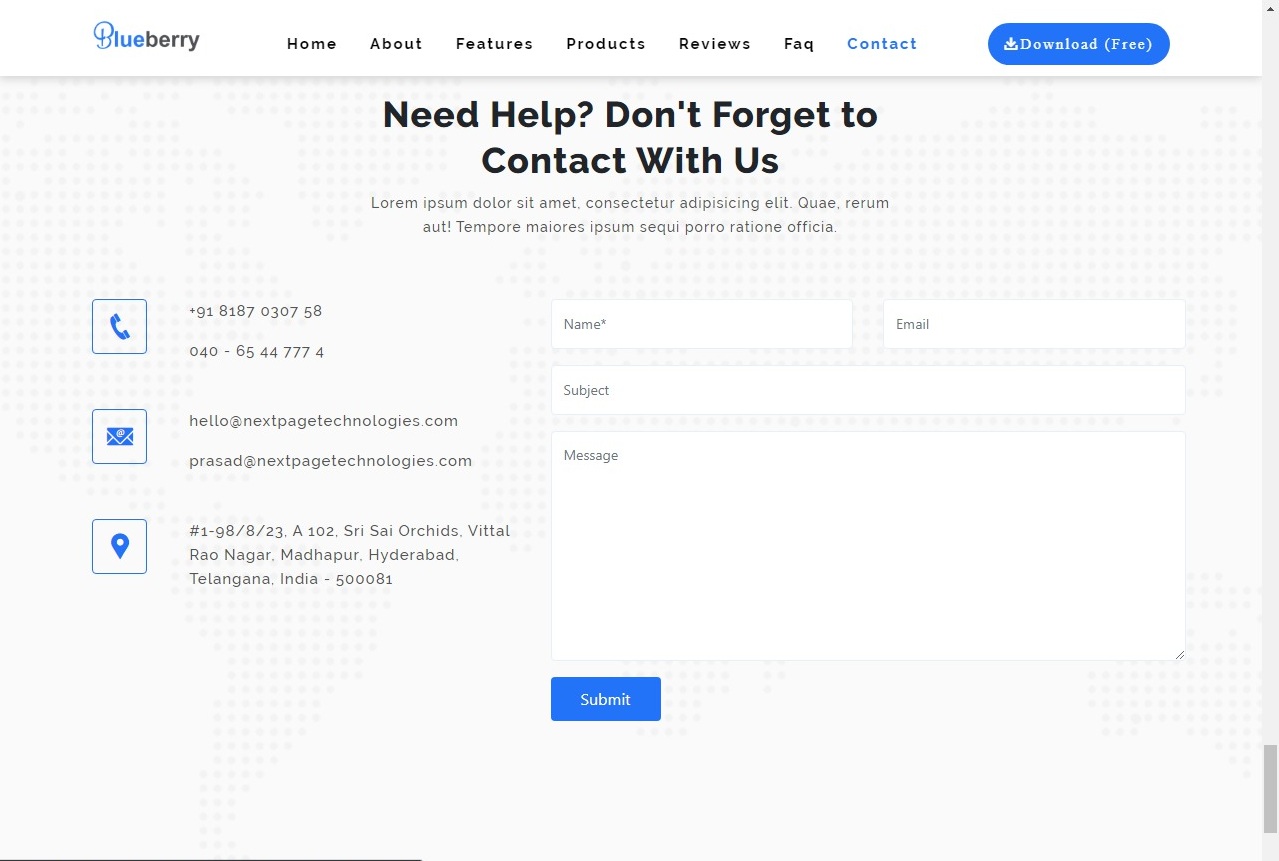 Blueberry
Home About Features Products Reviews Faq Contact Download (Free)
Need Help? Don't Forget to
Contact With Us
Lorem ipsum dolor sit amet, consectetur adipisicing elit. Quae, rerum
aut! Tempore maiores ipsum sequi porro ratione officia.
+91 8187 0307 58
040 - 65 44 777 4
hello@nextpagetechnologies.com
prasad@nextpagetechnologies.com
#1-98/8/23, A 102, Sri Sai Orchids, Vittal
Rao Nagar, Madhapur, Hyderabad,
Telangana, India - 500081
Name* Email
Subject
Message
Submit